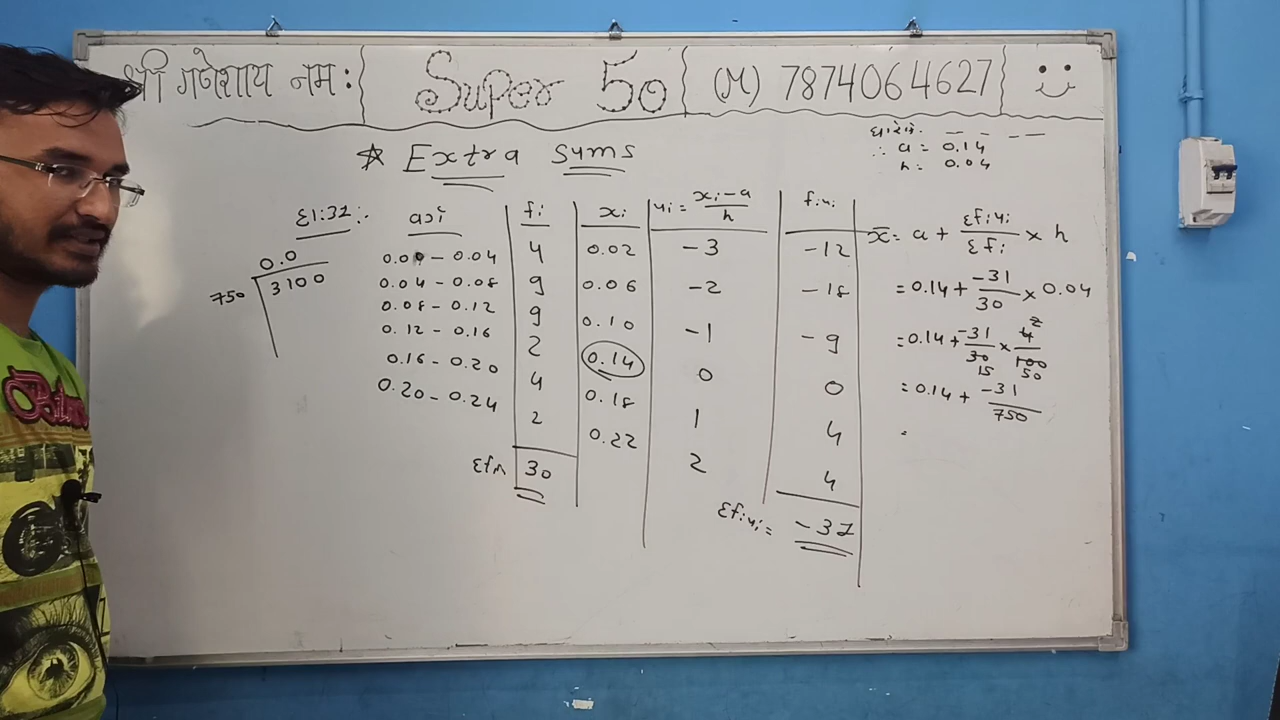 श्री गणेशाय नमः
Super 50
(M) 7874064627
∴ a = 0.14
h = 0.04
☆ Extra Sums
વર્ગ fi xi ui = xi-a/h fiui
0.00 - 0.04 4 0.02 -3 -12
0.04 - 0.08 9 0.06 -2 -18
0.08 - 0.12 9 0.10 -1 -9
0.12 - 0.16 2 0.14 0 0
0.16 - 0.20 4 0.18 1 4
0.20 - 0.24 2 0.22 2 4
Σfi 30
Σfiui = -31
0.0
750 3100
x̄ = a + Σfiui/Σfi × h
= 0.14 + -31/30 × 0.04
= 0.14 + -31/30 × 4/100
15 2 50
= 0.14 + -31/750
=